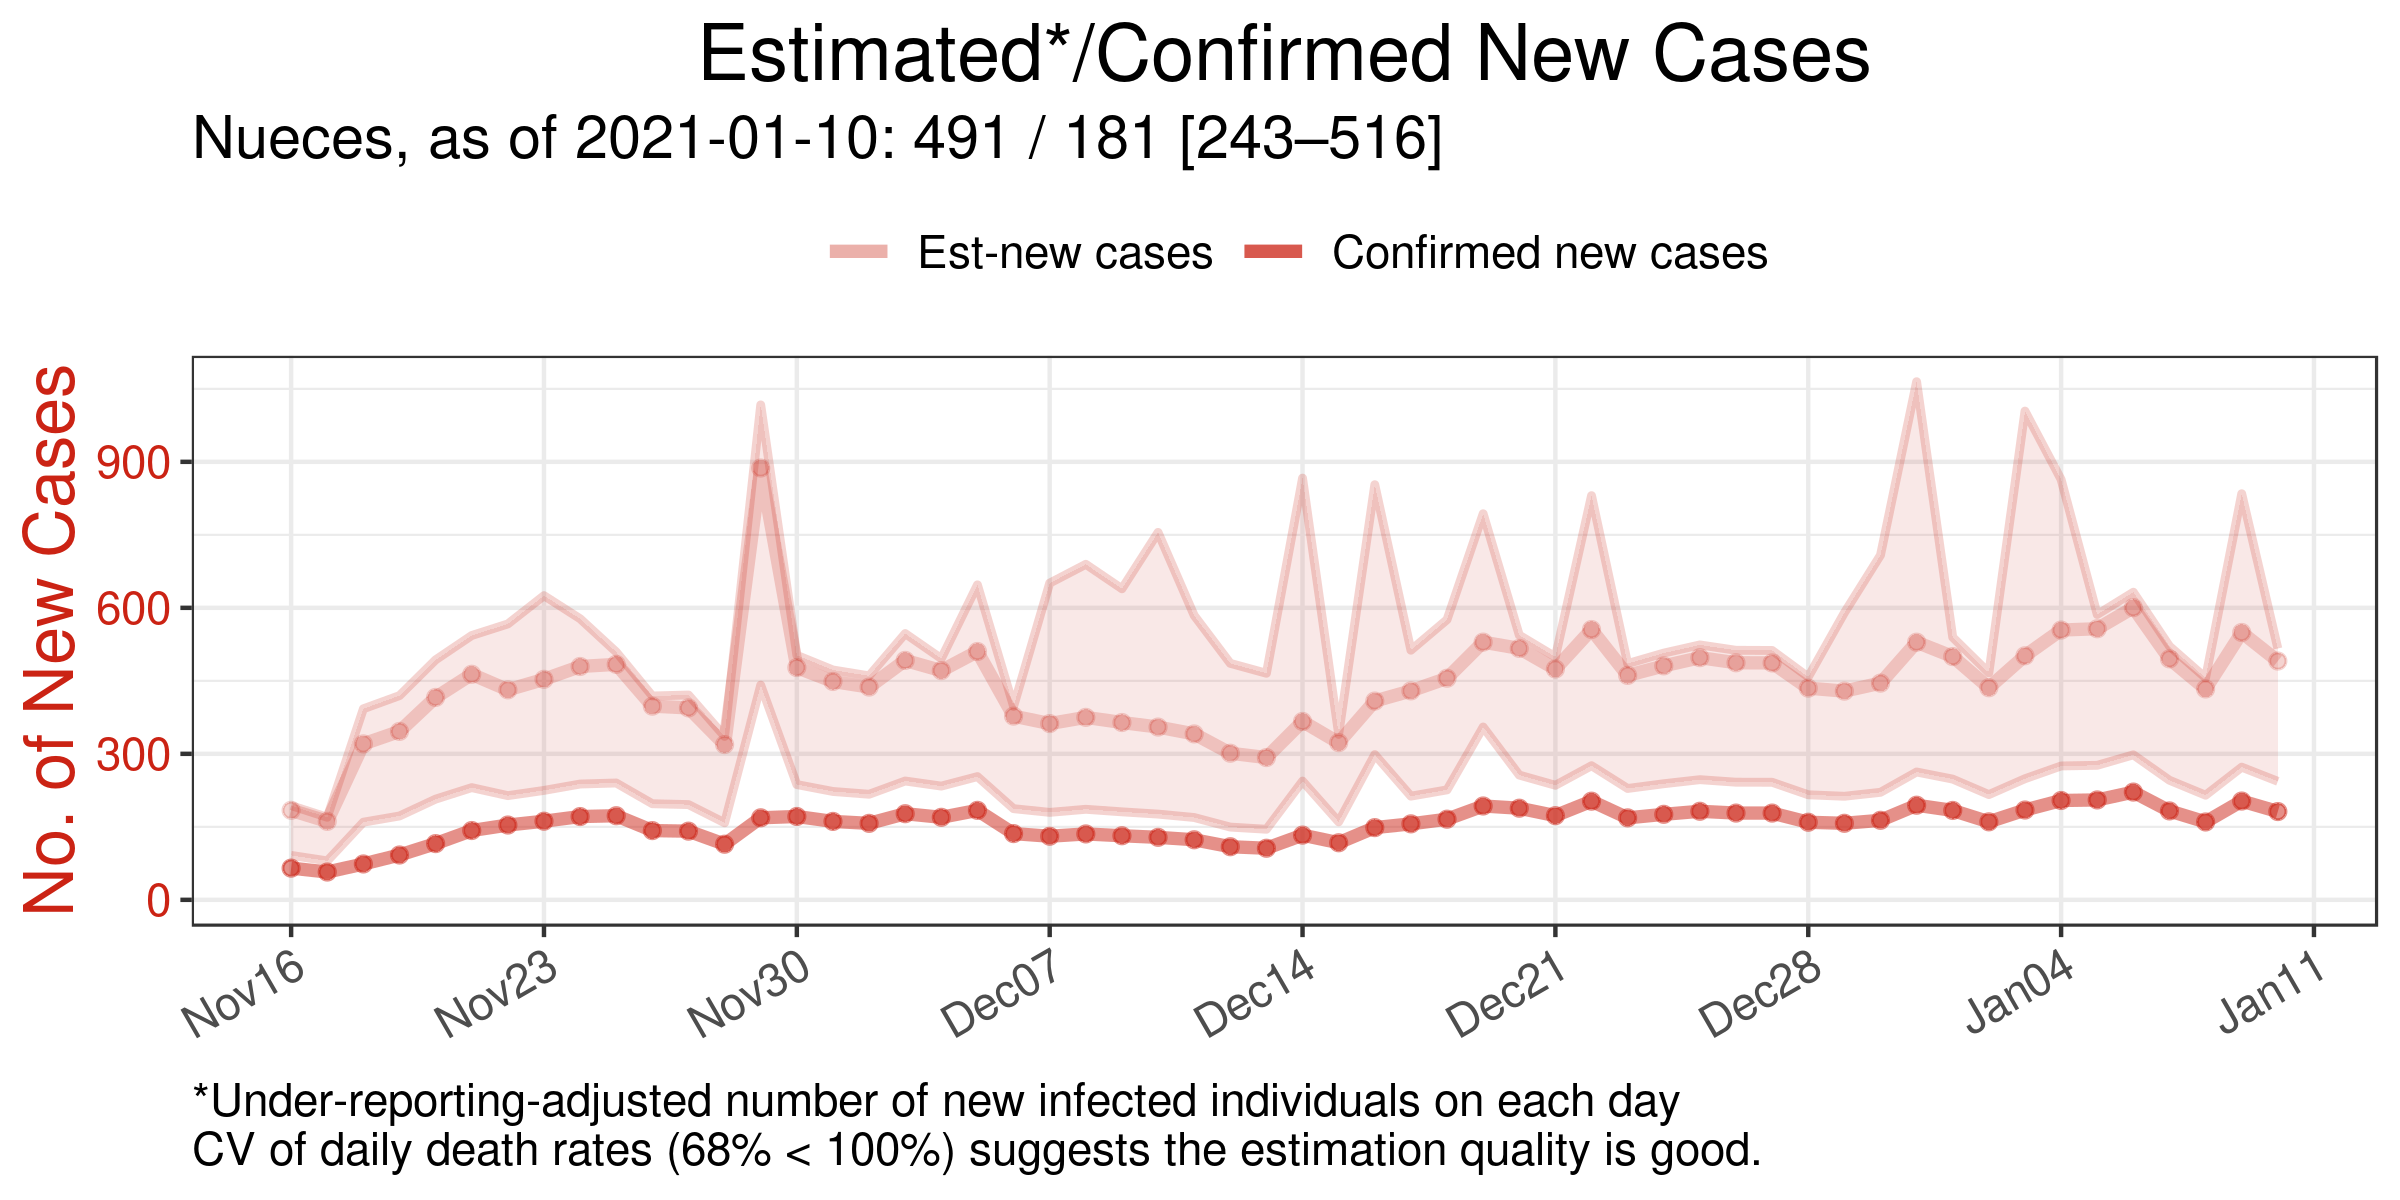 Estimated*/Confirmed New Cases
Nueces, as of 2021-01-10: 491 / 181 [243–516]
Est-new cases Confirmed new cases
No. of New Cases
900
600
300
0
Nov16 Nov23 Nov30 Dec07 Dec14 Dec21 Dec28 Jan04 Jan11
*Under-reporting-adjusted number of new infected individuals on each day
CV of daily death rates (68% < 100%) suggests the estimation quality is good.